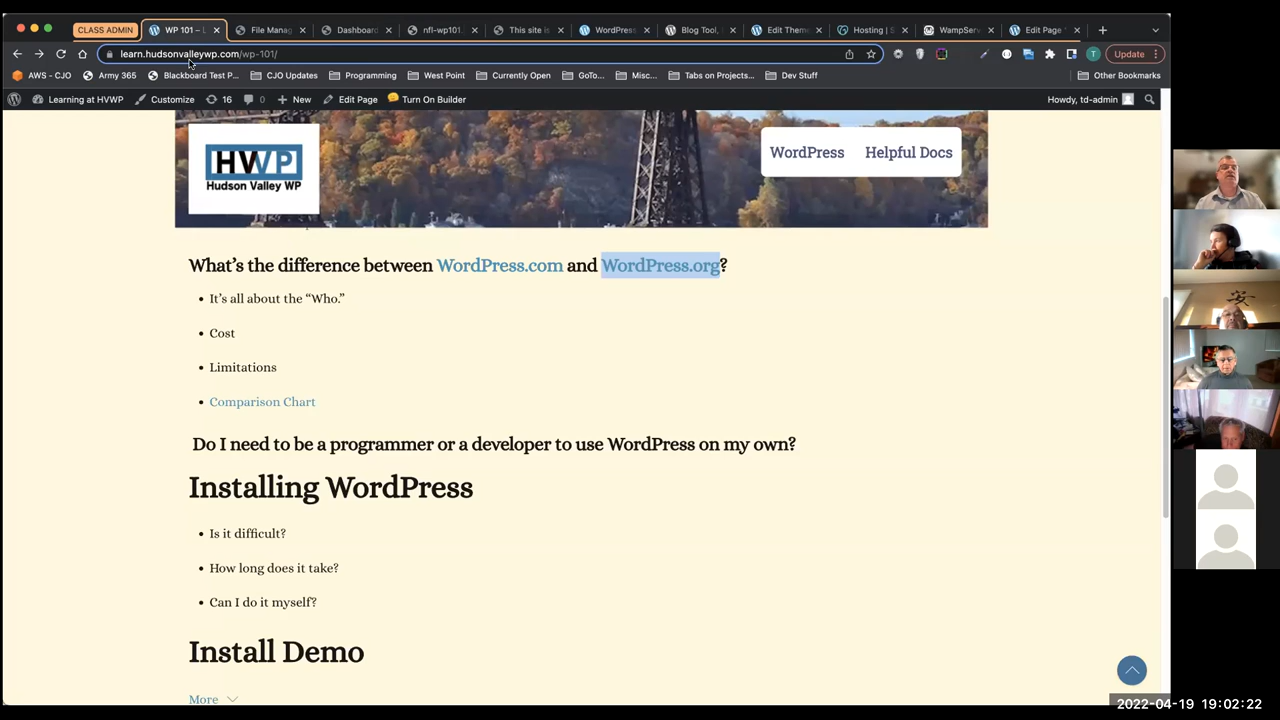 CLASS ADMIN
WP 101 – L
File Manag
Dashboard
nfl-wp101.
This site is
WordPress
Blog Tool,
Edit Theme
Hosting | S
WampServ
Edit Page "
learn.hudsonvalleywp.com/wp-101/
T
Update
AWS - CJO
Army 365
Blackboard Test P...
CJO Updates
Programming
West Point
Currently Open
GoTo...
Misc...
Tabs on Projects...
Dev Stuff
Other Bookmarks
Learning at HVWP
Customize
16
0
New
Edit Page
Turn On Builder
Howdy, td-admin
HWP
Hudson Valley WP
WordPress
Helpful Docs
What's the difference between WordPress.com and WordPress.org?
• It's all about the “Who.”
• Cost
• Limitations
• Comparison Chart
Do I need to be a programmer or a developer to use WordPress on my own?
Installing WordPress
• Is it difficult?
• How long does it take?
• Can I do it myself?
Install Demo
More
安
2022-04-19 19:02:22